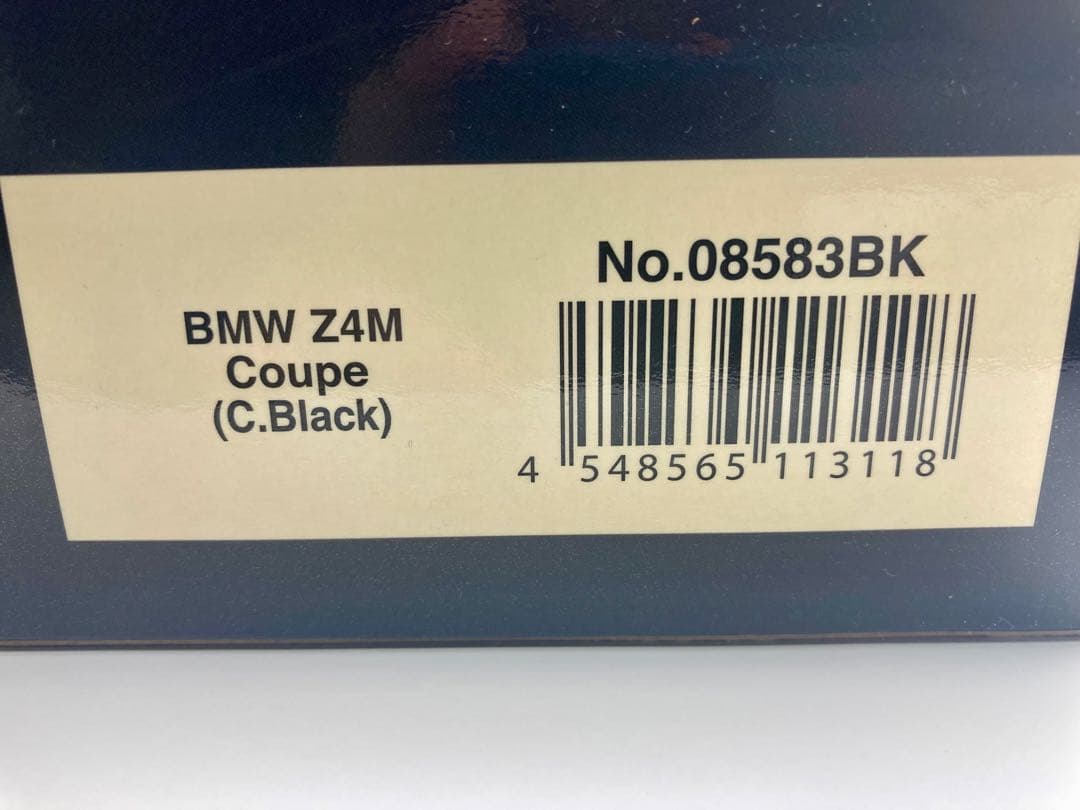 BMW Z4M
Coupe
(C.Black)
No.08583BK
4 548565 113118